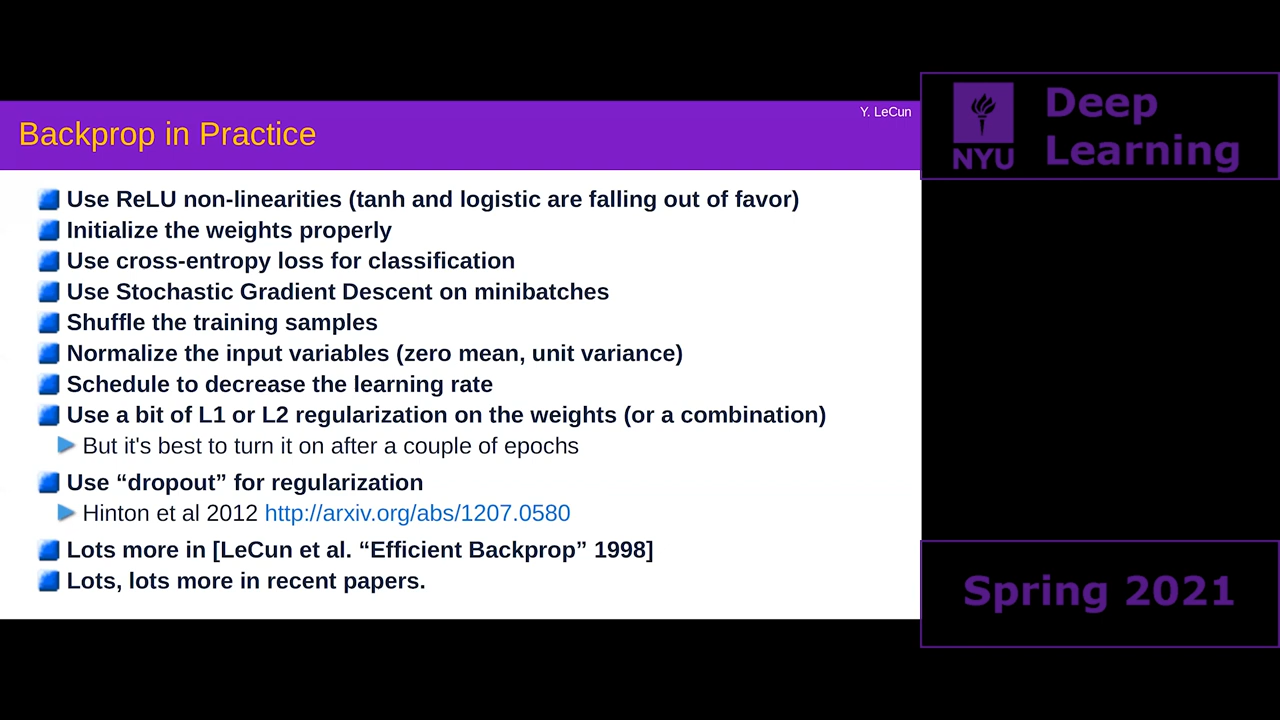 Y. LeCun
Backprop in Practice
Use ReLU non-linearities (tanh and logistic are falling out of favor)
Initialize the weights properly
Use cross-entropy loss for classification
Use Stochastic Gradient Descent on minibatches
Shuffle the training samples
Normalize the input variables (zero mean, unit variance)
Schedule to decrease the learning rate
Use a bit of L1 or L2 regularization on the weights (or a combination)
But it's best to turn it on after a couple of epochs
Use “dropout” for regularization
Hinton et al 2012 http://arxiv.org/abs/1207.0580
Lots more in [LeCun et al. “Efficient Backprop” 1998]
Lots, lots more in recent papers.
NYU
Deep
Learning
Spring 2021